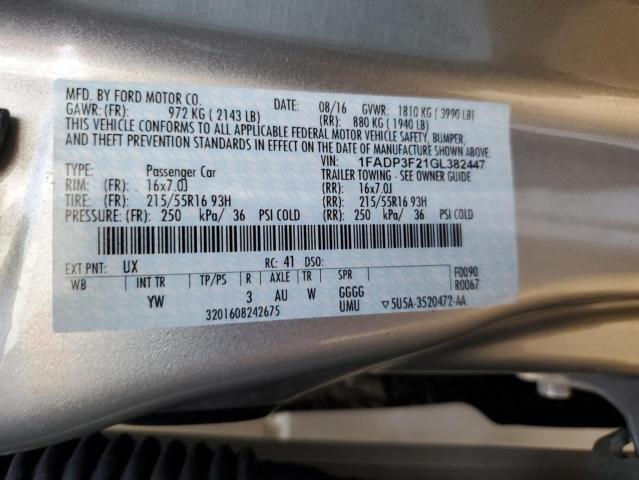 MFD. BY FORD MOTOR CO. DATE: 08/16 GVWR: 1810 KG ( 3990 LB)
GAWR: (FR): 972 KG ( 2143 LB) (RR): 880 KG ( 1940 LB)
THIS VEHICLE CONFORMS TO ALL APPLICABLE FEDERAL MOTOR VEHICLE SAFETY, BUMPER,
AND THEFT PREVENTION STANDARDS IN EFFECT ON THE DATE OF MANUFACTURE SHOWN ABOVE.
VIN: 1FADP3F21GL382447
TYPE: Passenger Car TRAILER TOWING - SEE OWNER GUIDE
RIM: (FR): 16x7.0J (RR): 16x7.0J
TIRE: (FR): 215/55R16 93H (RR): 215/55R16 93H
PRESSURE: (FR): 250 kPa/ 36 PSI COLD (RR): 250 kPa/ 36 PSI COLD
EXT PNT: UX RC: 41 DSO: F0090
WB INT TR TP/PS R AXLE TR SPR R0067
YW 3 AU W GGGG
3201608242675 UMU ▽5U5A-3520472-AA